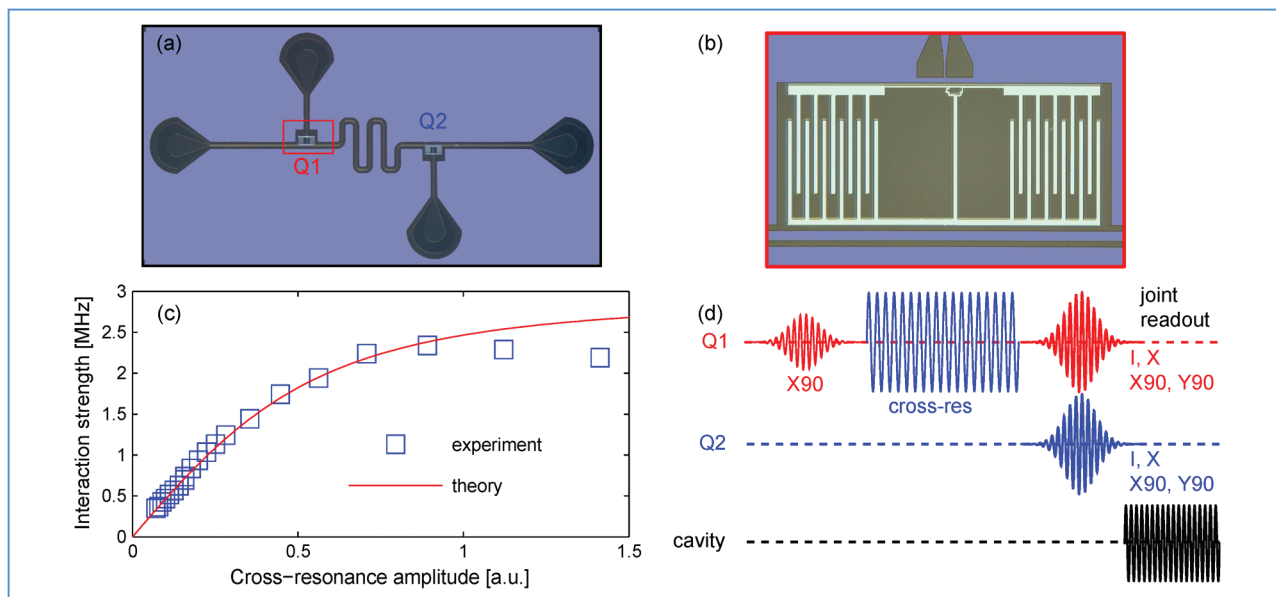 (a)
Q1
Q2
(b)
(c)
Interaction strength [MHz]
3
2.5
2
1.5
1
0.5
0
experiment
theory
0
0.5
1
1.5
Cross−resonance amplitude [a.u.]
(d)
joint
readout
Q1
X90
cross-res
I, X
X90, Y90
Q2
I, X
X90, Y90
cavity